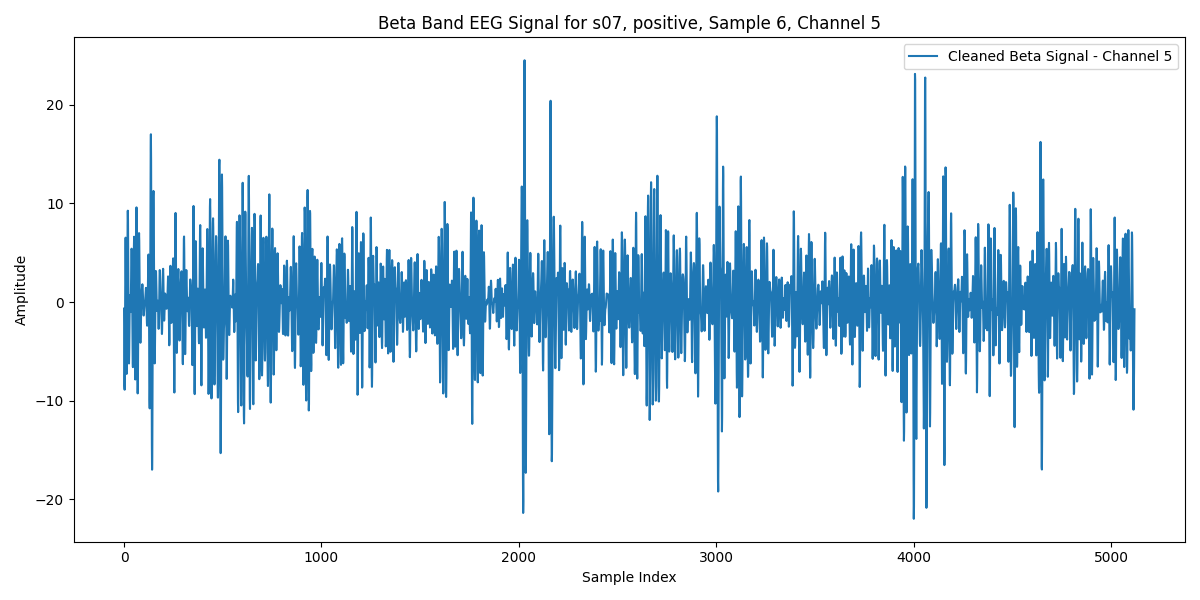 Beta Band EEG Signal for s07, positive, Sample 6, Channel 5
Cleaned Beta Signal - Channel 5
Amplitude
20
10
0
−10
−20
0 1000 2000 3000 4000 5000
Sample Index